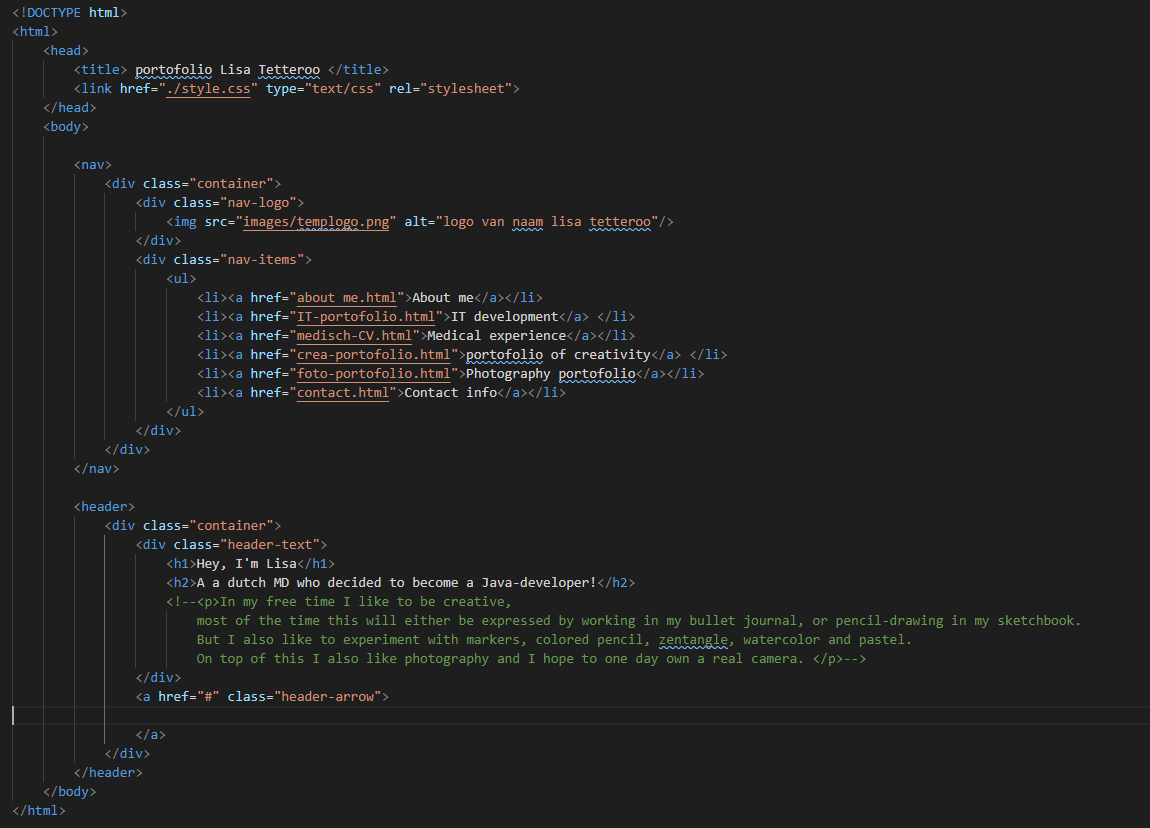 <!DOCTYPE html>
<html>
    <head>
        <title> portofolio Lisa Tetteroo </title>
        <link href="./style.css" type="text/css" rel="stylesheet">
    </head>
    <body>

        <nav>
            <div class="container">
                <div class="nav-logo">
                    <img src="images/templogo.png" alt="logo van naam lisa tetteroo"/>
                </div>
                <div class="nav-items">
                    <ul>
                        <li><a href="about me.html">About me</a></li>
                        <li><a href="IT-portofolio.html">IT development</a> </li>
                        <li><a href="medisch-CV.html">Medical experience</a></li>
                        <li><a href="crea-portofolio.html">portofolio of creativity</a> </li>
                        <li><a href="foto-portofolio.html">Photography portofolio</a></li>
                        <li><a href="contact.html">Contact info</a></li>
                    </ul>
                </div>
            </div>
        </nav>

        <header>
            <div class="container">
                <div class="header-text">
                    <h1>Hey, I'm Lisa</h1>
                    <h2>A a dutch MD who decided to become a Java-developer!</h2>
                    <!--<p>In my free time I like to be creative,
                        most of the time this will either be expressed by working in my bullet journal, or pencil-drawing in my sketchbook.
                        But I also like to experiment with markers, colored pencil, zentangle, watercolor and pastel.
                        On top of this I also like photography and I hope to one day own a real camera. </p>-->
                </div>
                <a href="#" class="header-arrow">

                </a>
            </div>
        </header>
    </body>
</html>